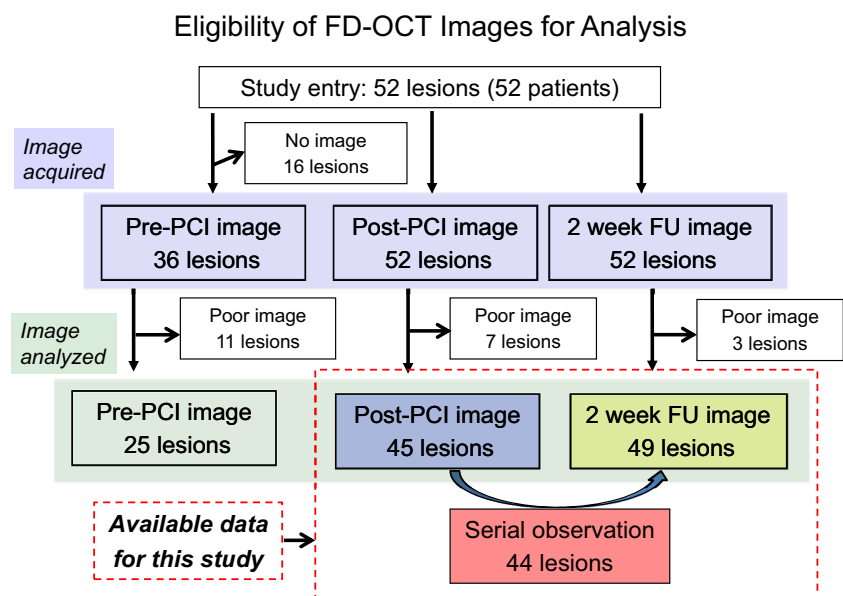 Eligibility of FD-OCT Images for Analysis
Study entry: 52 lesions (52 patients)
Image
acquired
No image
16 lesions
Pre-PCI image
36 lesions
Post-PCI image
52 lesions
2 week FU image
52 lesions
Image
analyzed
Poor image
11 lesions
Poor image
7 lesions
Poor image
3 lesions
Pre-PCI image
25 lesions
Post-PCI image
45 lesions
2 week FU image
49 lesions
Available data
for this study
Serial observation
44 lesions